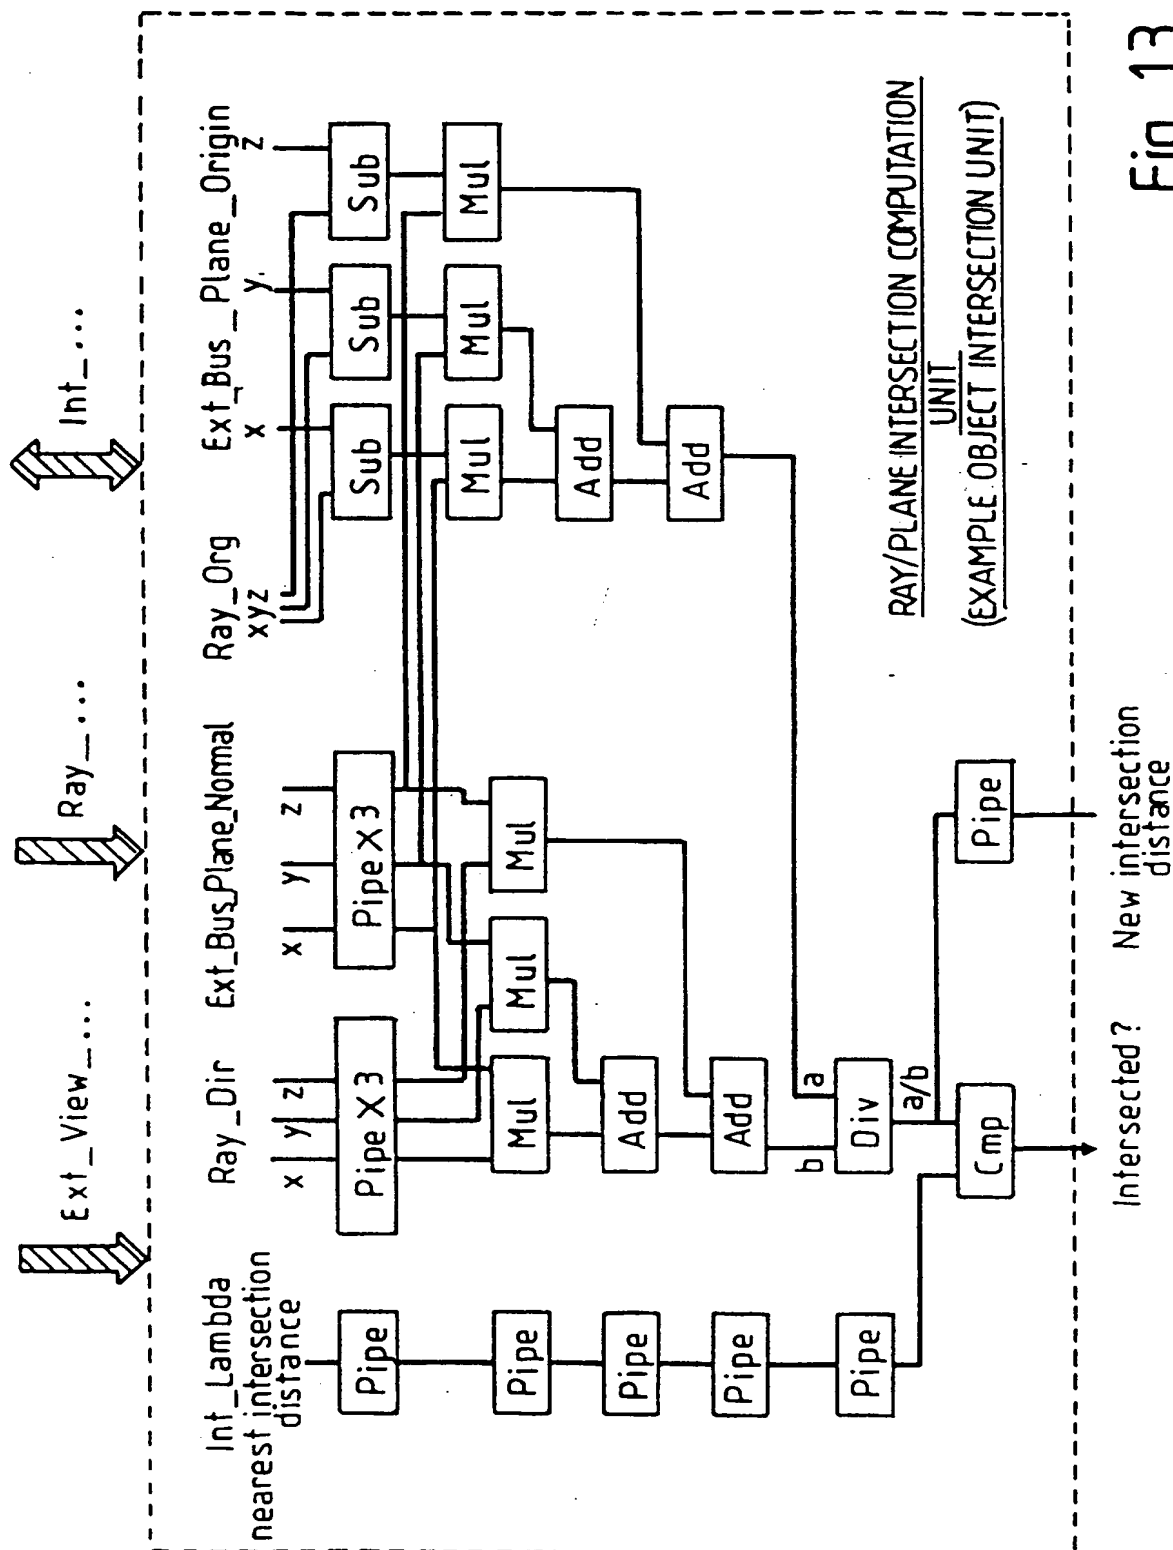 Ext_View_...
Ray_...
Int_...
Int_Lambda
nearest intersection
distance
Ray_Dir
x y z
Ext_Bus_Plane_Normal
x y z
Ray_Org
xyz
Ext_Bus_Plane_Origin
x y z
Pipe
Pipe X 3
Pipe X 3
Sub
Sub
Sub
Mul
Mul
Mul
Pipe
Mul
Mul
Mul
Add
Pipe
Add
Add
Pipe
Add
b
a
Pipe
Div
a/b
Cmp
Pipe
RAY/PLANE INTERSECTION COMPUTATION
UNIT
(EXAMPLE OBJECT INTERSECTION UNIT)
Intersected?
New intersection
distance
Fig. 13